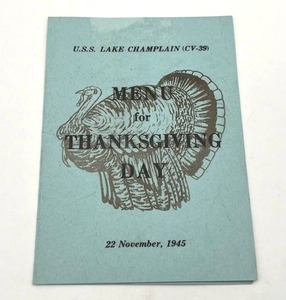 U.S.S. LAKE CHAMPLAIN (CV-39)
MENU
for
THANKSGIVING
DAY
22 November, 1945